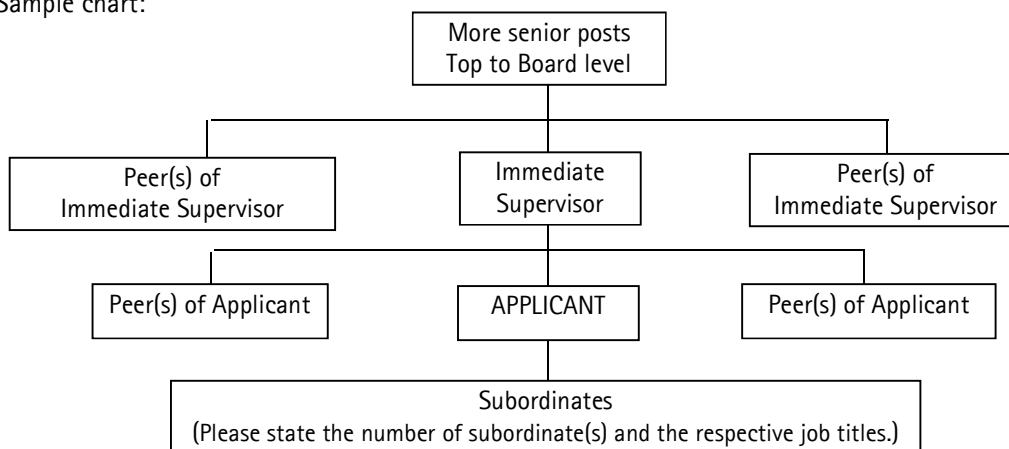 Sample chart:
More senior posts
Top to Board level
Peer(s) of
Immediate Supervisor
Immediate
Supervisor
Peer(s) of
Immediate Supervisor
Peer(s) of Applicant
APPLICANT
Peer(s) of Applicant
Subordinates
(Please state the number of subordinate(s) and the respective job titles.)